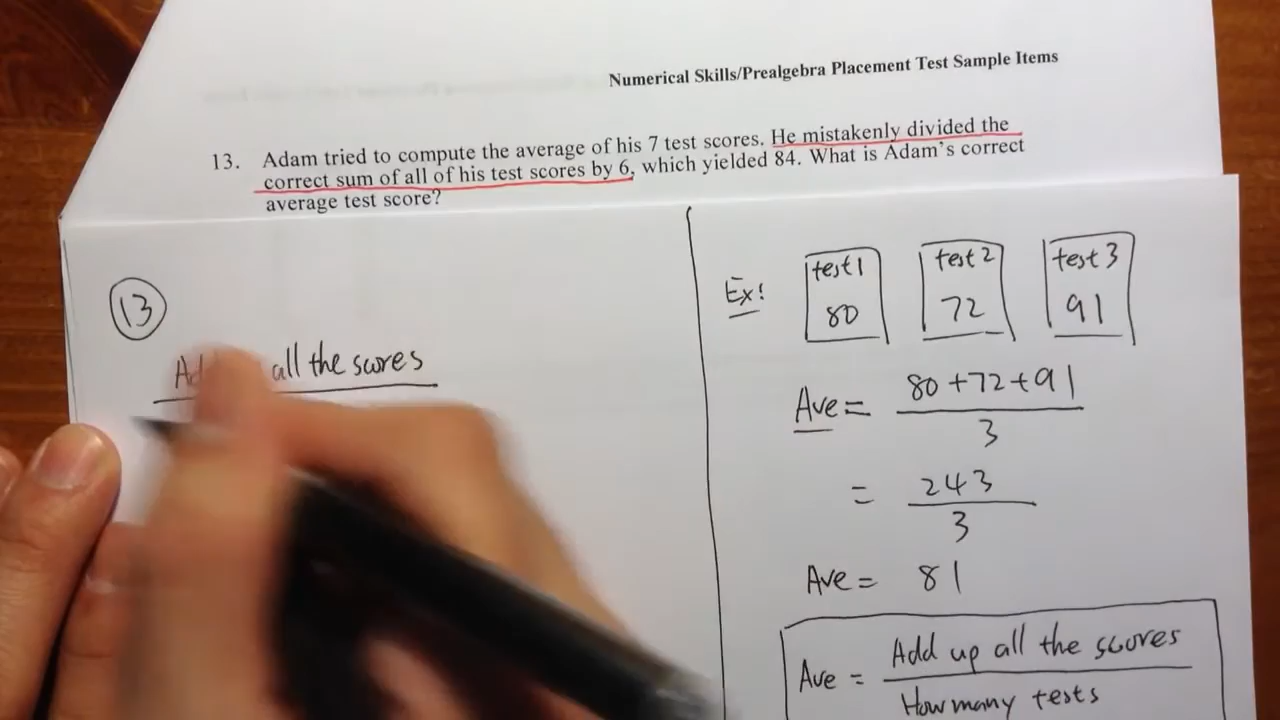 Numerical Skills/Prealgebra Placement Test Sample Items
13. Adam tried to compute the average of his 7 test scores. He mistakenly divided the
correct sum of all of his test scores by 6, which yielded 84. What is Adam's correct
average test score?
13
all the scores
Ex:
test 1
80
test 2
72
test 3
91
Ave = 80 + 72 + 91
3
= 243
3
Ave = 81
Ave = Add up all the scores
How many tests